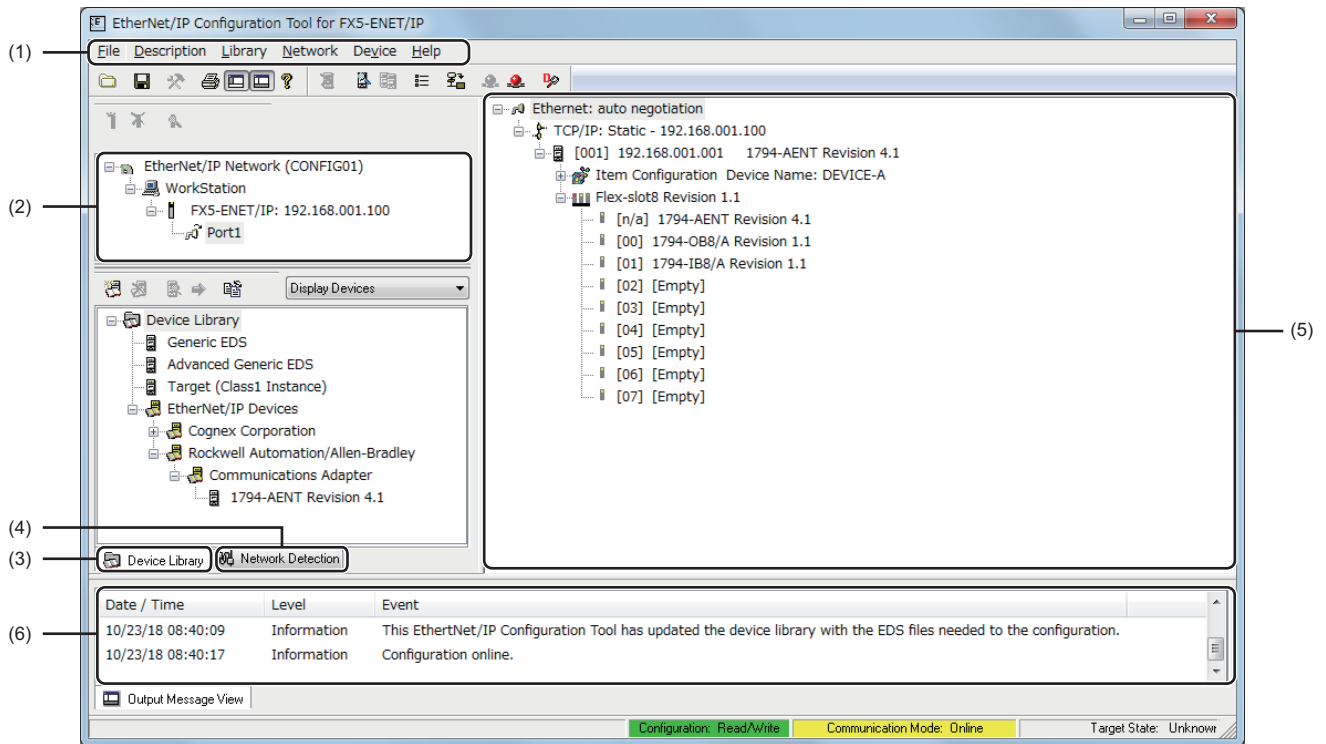 EtherNet/IP Configuration Tool for FX5-ENET/IP
(1)
File Description Library Network Device Help
(2)
EtherNet/IP Network (CONFIG01)
WorkStation
FX5-ENET/IP: 192.168.001.100
Port1
Display Devices
Device Library
Generic EDS
Advanced Generic EDS
Target (Class1 Instance)
EtherNet/IP Devices
Cognex Corporation
Rockwell Automation/Allen-Bradley
Communications Adapter
1794-AENT Revision 4.1
(4)
(3)
Device Library
Network Detection
Ethernet: auto negotiation
TCP/IP: Static - 192.168.001.100
[001] 192.168.001.001 1794-AENT Revision 4.1
Item Configuration Device Name: DEVICE-A
Flex-slot8 Revision 1.1
[n/a] 1794-AENT Revision 4.1
[00] 1794-OB8/A Revision 1.1
[01] 1794-IB8/A Revision 1.1
[02] [Empty]
[03] [Empty]
[04] [Empty]
[05] [Empty]
[06] [Empty]
[07] [Empty]
(5)
(6)
Date / Time Level Event
10/23/18 08:40:09 Information This EthertNet/IP Configuration Tool has updated the device library with the EDS files needed to the configuration.
10/23/18 08:40:17 Information Configuration online.
Output Message View
Configuration: Read/Write Communication Mode: Online Target State: Unknowr